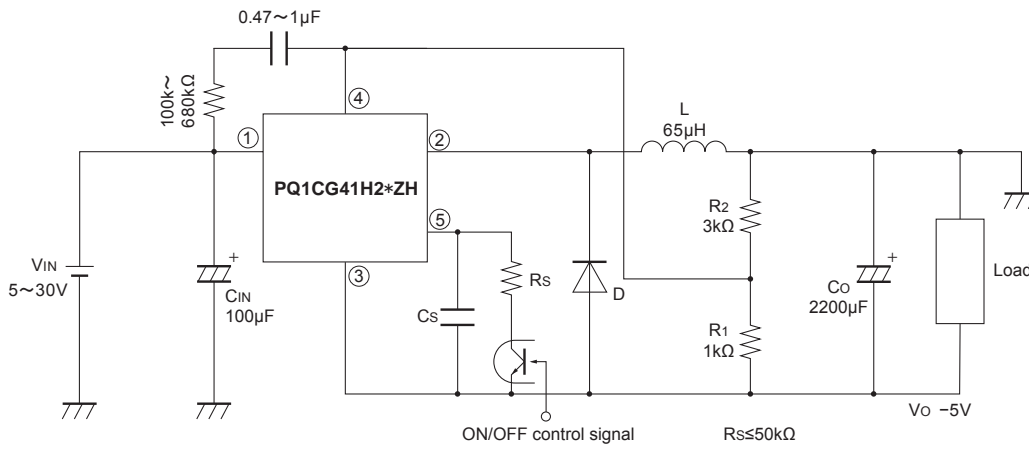 0.47～1μF
100k～
680kΩ
④
L
65μH
①
②
PQ1CG41H2*ZH
R2
3kΩ
⑤
VIN
5～30V
③
RS
+
CIN
100μF
CS
D
+
CO
2200μF
Load
R1
1kΩ
VO −5V
ON/OFF control signal
RS≤50kΩ